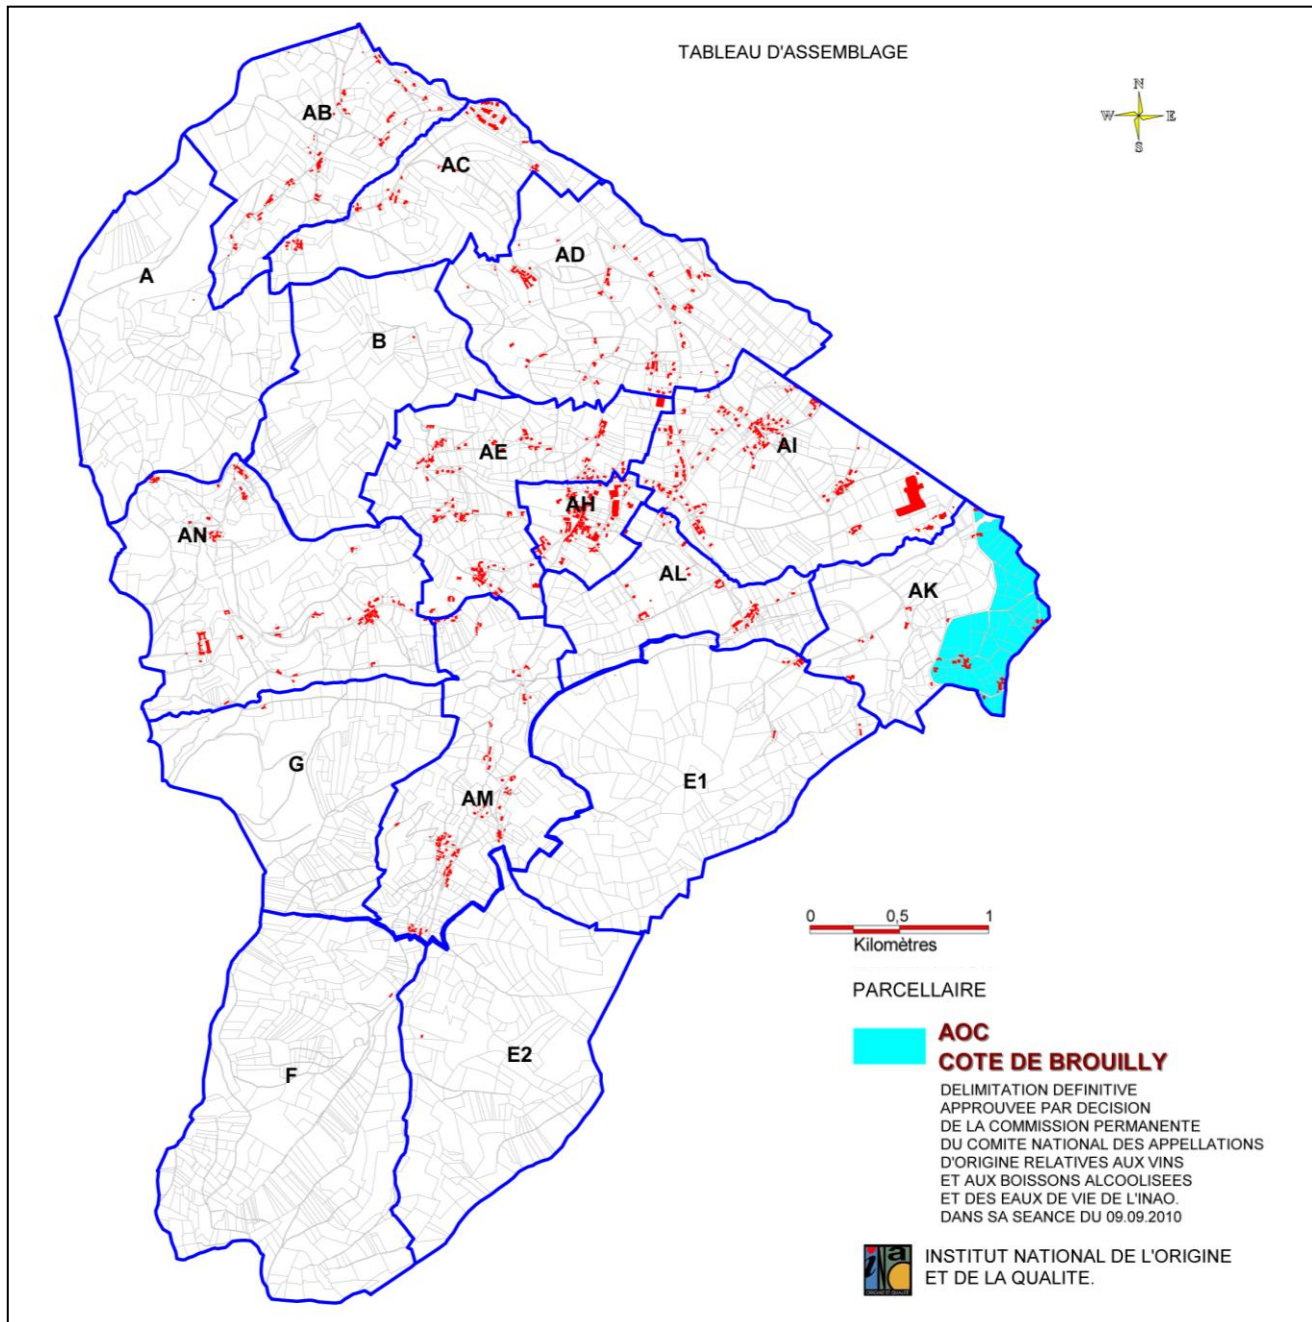 TABLEAU D'ASSEMBLAGE
N
W E
S
AB
AC
A
AD
B
AE
AI
AH
AN
AL
AK
G
AM
E1
0 0,5 1
Kilomètres
PARCELLAIRE
AOC
COTE DE BROUILLY
DELIMITATION DEFINITIVE
APPROUVEE PAR DECISION
DE LA COMMISSION PERMANENTE
DU COMITE NATIONAL DES APPELLATIONS
D'ORIGINE RELATIVES AUX VINS
ET AUX BOISSONS ALCOOLISEES
ET DES EAUX DE VIE DE L'INAO.
DANS SA SEANCE DU 09.09.2010
E2
F
inao
INSTITUT NATIONAL DE L'ORIGINE
ET DE LA QUALITE.